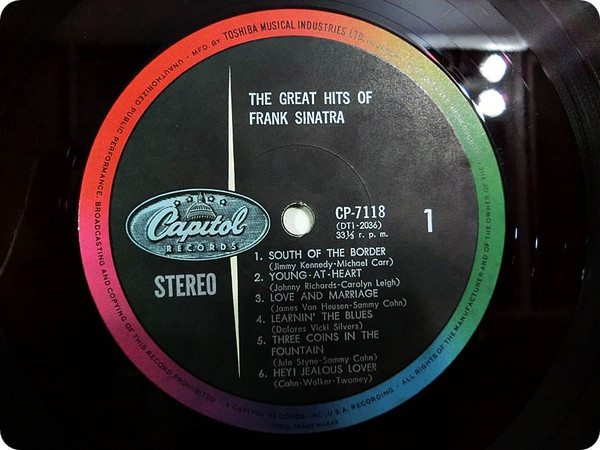 MFD. BY TOSHIBA MUSICAL INDUSTRIES LTD.
UNAUTHORIZED PUBLIC PERFORMANCE, BROADCASTING AND COPYING OF THIS RECORD PROHIBITED
THE GREAT HITS OF
FRANK SINATRA
Capitol
RECORDS
STEREO
CP-7118
(DT1-2036)
33⅓ r. p. m.
1
1. SOUTH OF THE BORDER
(Jimmy Kennedy·Michael Carr)
2. YOUNG-AT-HEART
(Johnny Richards·Carolyn Leigh)
3. LOVE AND MARRIAGE
(James Van Heusen·Sammy Cahn)
4. LEARNIN' THE BLUES
(Dolores Vicki Silvers)
5. THREE COINS IN THE
FOUNTAIN
(Jule Styne·Sammy Cahn)
6. HEY! JEALOUS LOVER
(Cahn·Walker·Twomey)
ALL RIGHTS OF THE MANUFACTURER AND OF THE OWNER OF THE
CAPITOL RECORDS INC. U.S.A. RECORDING